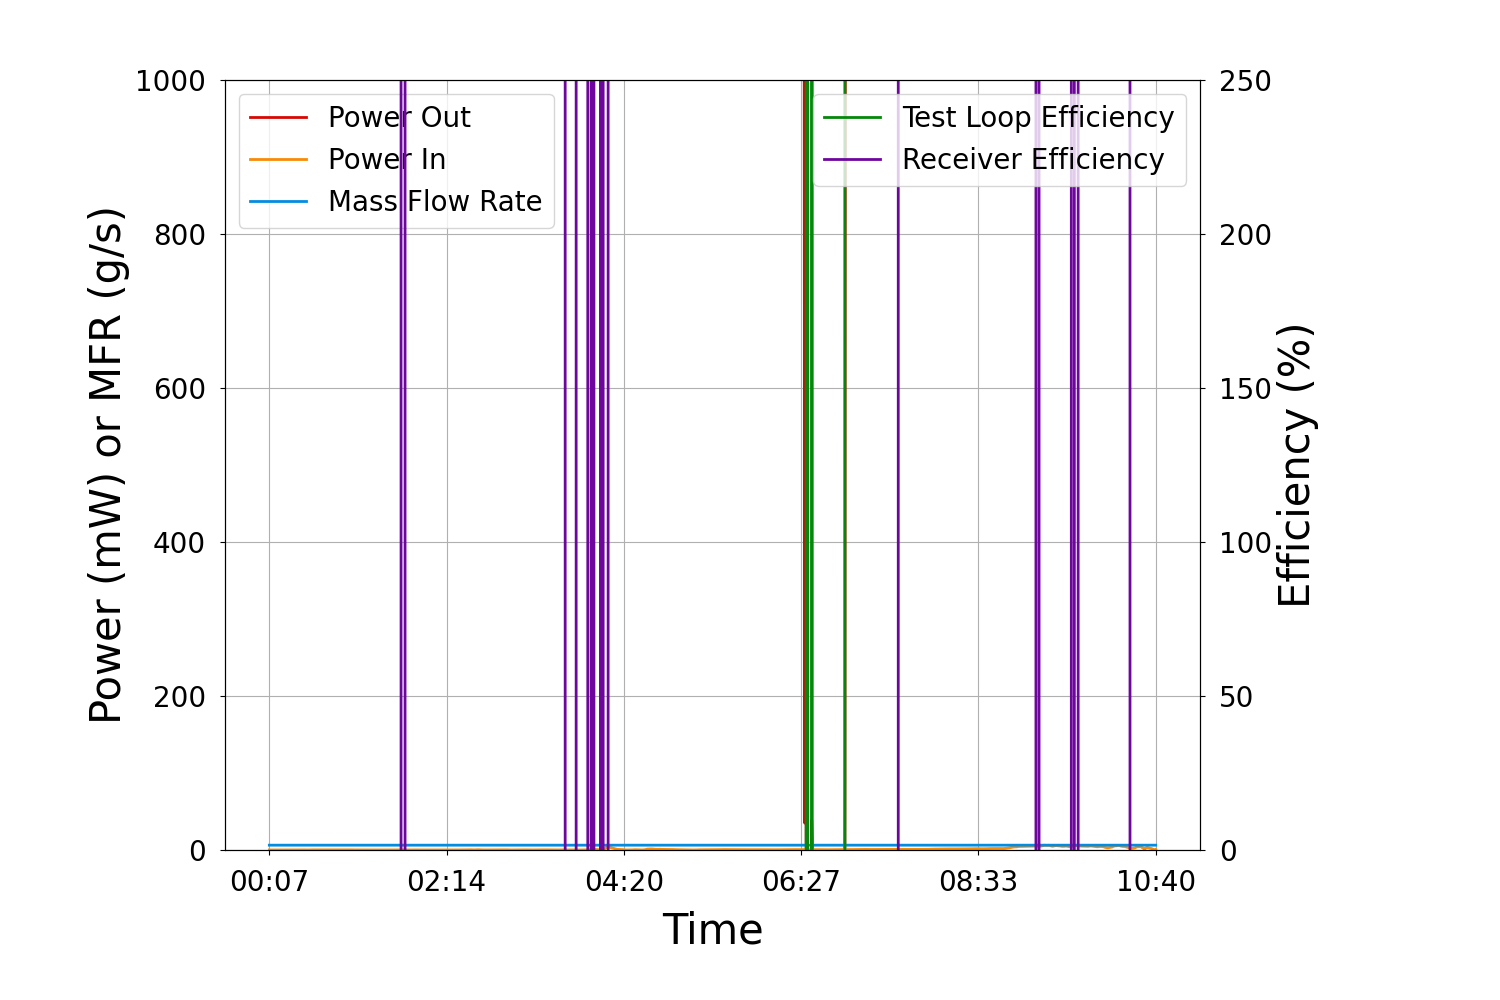 1000
800
600
400
200
0
Power (mW) or MFR (g/s)
Power Out
Power In
Mass Flow Rate
Test Loop Efficiency
Receiver Efficiency
250
200
150
100
50
0
Efficiency (%)
00:07 02:14 04:20 06:27 08:33 10:40
Time